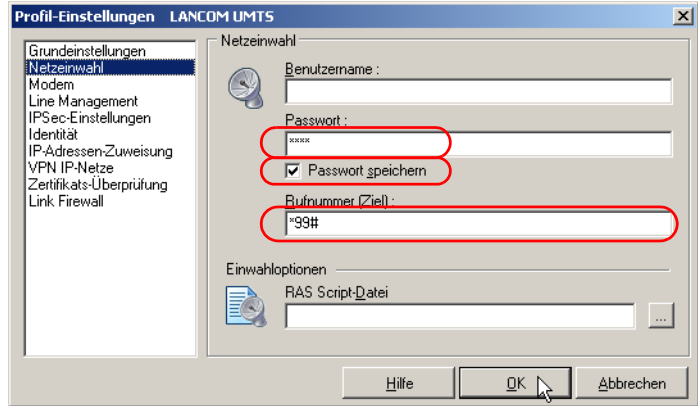 Profil-Einstellungen LANCOM UMTS
Grundeinstellungen
Netzeinwahl
Modem
Line Management
IPSec-Einstellungen
Identität
IP-Adressen-Zuweisung
VPN IP-Netze
Zertifikats-Überprüfung
Link Firewall
Netzeinwahl
Benutzername :
Passwort :
****
Passwort speichern
Rufnummer (Ziel) :
*99#
Einwahloptionen
RAS Script-Datei
...
Hilfe
OK
Abbrechen